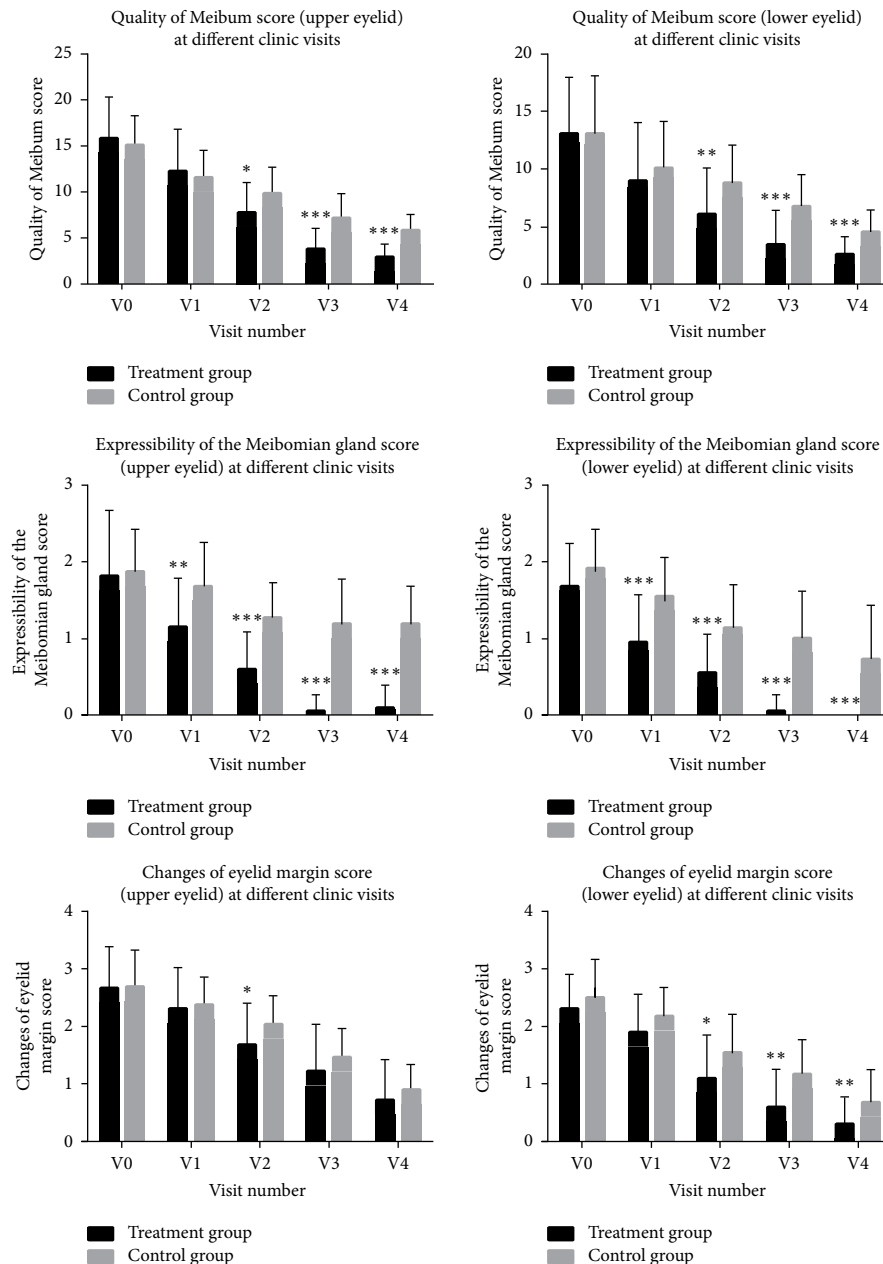 Quality of Meibum score (upper eyelid)
at different clinic visits
25
20
15
10
5
0
Quality of Meibum score
*
***
***
V0 V1 V2 V3 V4
Visit number
Treatment group
Control group
Quality of Meibum score (lower eyelid)
at different clinic visits
20
15
10
5
0
Quality of Meibum score
**
***
***
V0 V1 V2 V3 V4
Visit number
Treatment group
Control group
Expressibility of the Meibomian gland score
(upper eyelid) at different clinic visits
3
2
1
0
Expressibility of the
Meibomian gland score
**
***
***
***
V0 V1 V2 V3 V4
Visit number
Treatment group
Control group
Expressibility of the Meibomian gland score
(lower eyelid) at different clinic visits
3
2
1
0
Expressibility of the
Meibomian gland score
***
***
***
***
V0 V1 V2 V3 V4
Visit number
Treatment group
Control group
Changes of eyelid margin score
(upper eyelid) at different clinic visits
4
3
2
1
0
Changes of eyelid
margin score
*
V0 V1 V2 V3 V4
Visit number
Treatment group
Control group
Changes of eyelid margin score
(lower eyelid) at different clinic visits
4
3
2
1
0
Changes of eyelid
margin score
*
**
**
V0 V1 V2 V3 V4
Visit number
Treatment group
Control group